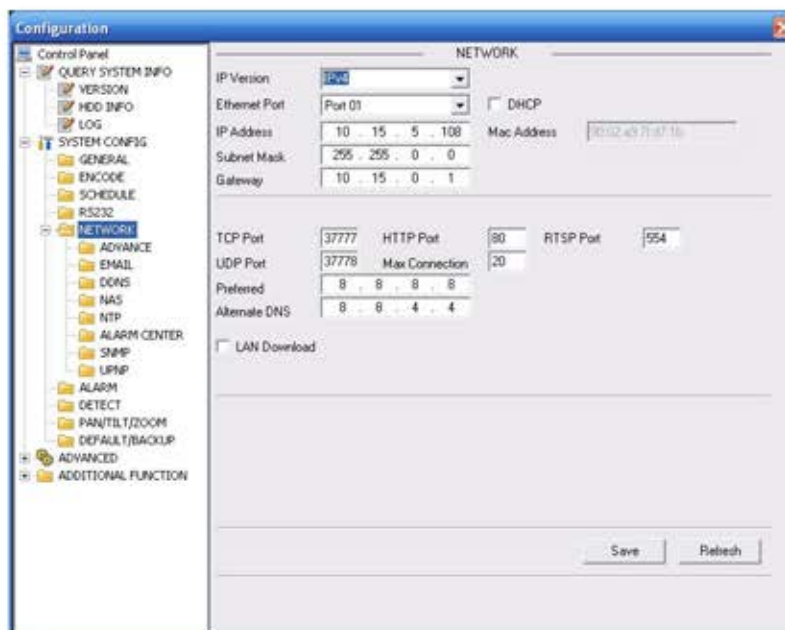 Configuration
Control Panel
QUERY SYSTEM INFO
VERSION
HDD INFO
LOG
SYSTEM CONFIG
GENERAL
ENCODE
SCHEDULE
RS232
NETWORK
ADVANCE
EMAIL
DDNS
NAS
NTP
ALARM CENTER
SNMP
UPNP
ALARM
DETECT
PAN/TILT/ZOOM
DEFAULT/BACKUP
ADVANCED
ADDITIONAL FUNCTION
NETWORK
IP Version IPv4
Ethernet Port Port 01 DHCP
IP Address 10 . 15 . 5 . 108 Mac Address
Subnet Mask 255 . 255 . 0 . 0
Gateway 10 . 15 . 0 . 1
TCP Port 37777 HTTP Port 80 RTSP Port 554
UDP Port 37778 Max Connection 20
Preferred 8 . 8 . 8 . 8
Alternate DNS 8 . 8 . 4 . 4
LAN Download
Save Refresh